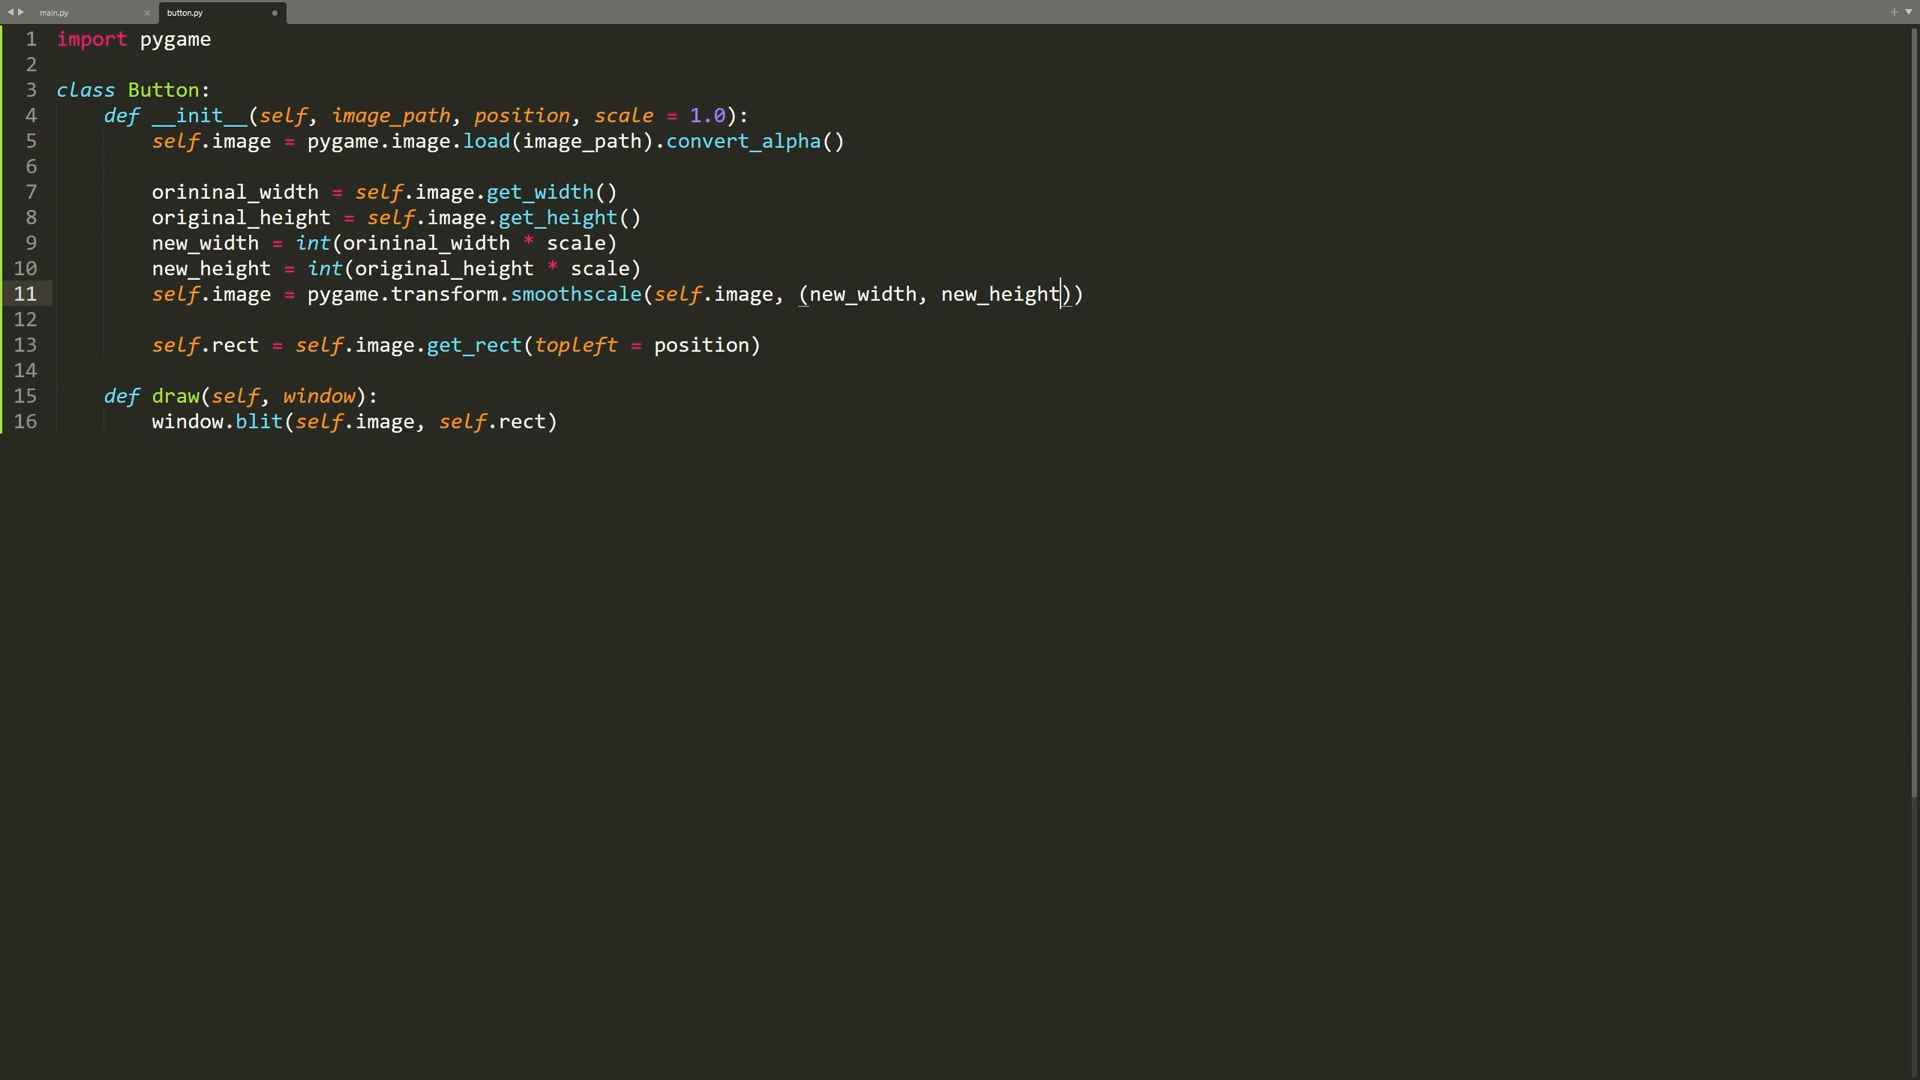 main.py button.py
1 import pygame
2
3 class Button:
4     def __init__(self, image_path, position, scale = 1.0):
5         self.image = pygame.image.load(image_path).convert_alpha()
6
7         orininal_width = self.image.get_width()
8         original_height = self.image.get_height()
9         new_width = int(orininal_width * scale)
10         new_height = int(original_height * scale)
11         self.image = pygame.transform.smoothscale(self.image, (new_width, new_height))
12
13         self.rect = self.image.get_rect(topleft = position)
14
15     def draw(self, window):
16         window.blit(self.image, self.rect)